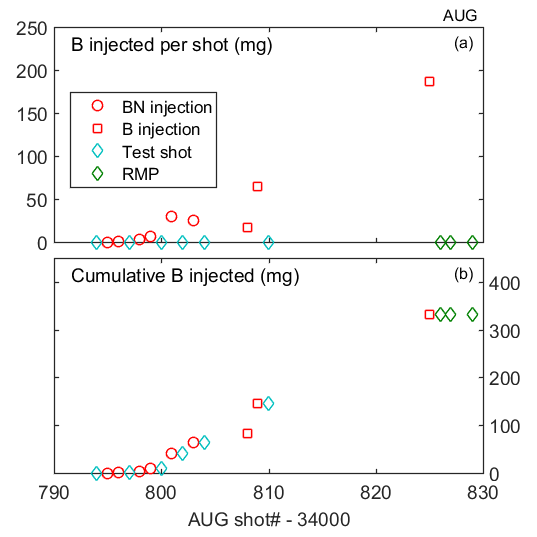 AUG
250
B injected per shot (mg)
(a)
200
150
BN injection
B injection
100
Test shot
50
RMP
0
Cumulative B injected (mg)
(b)
400
300
200
100
0
790
800
810
820
830
AUG shot# - 34000